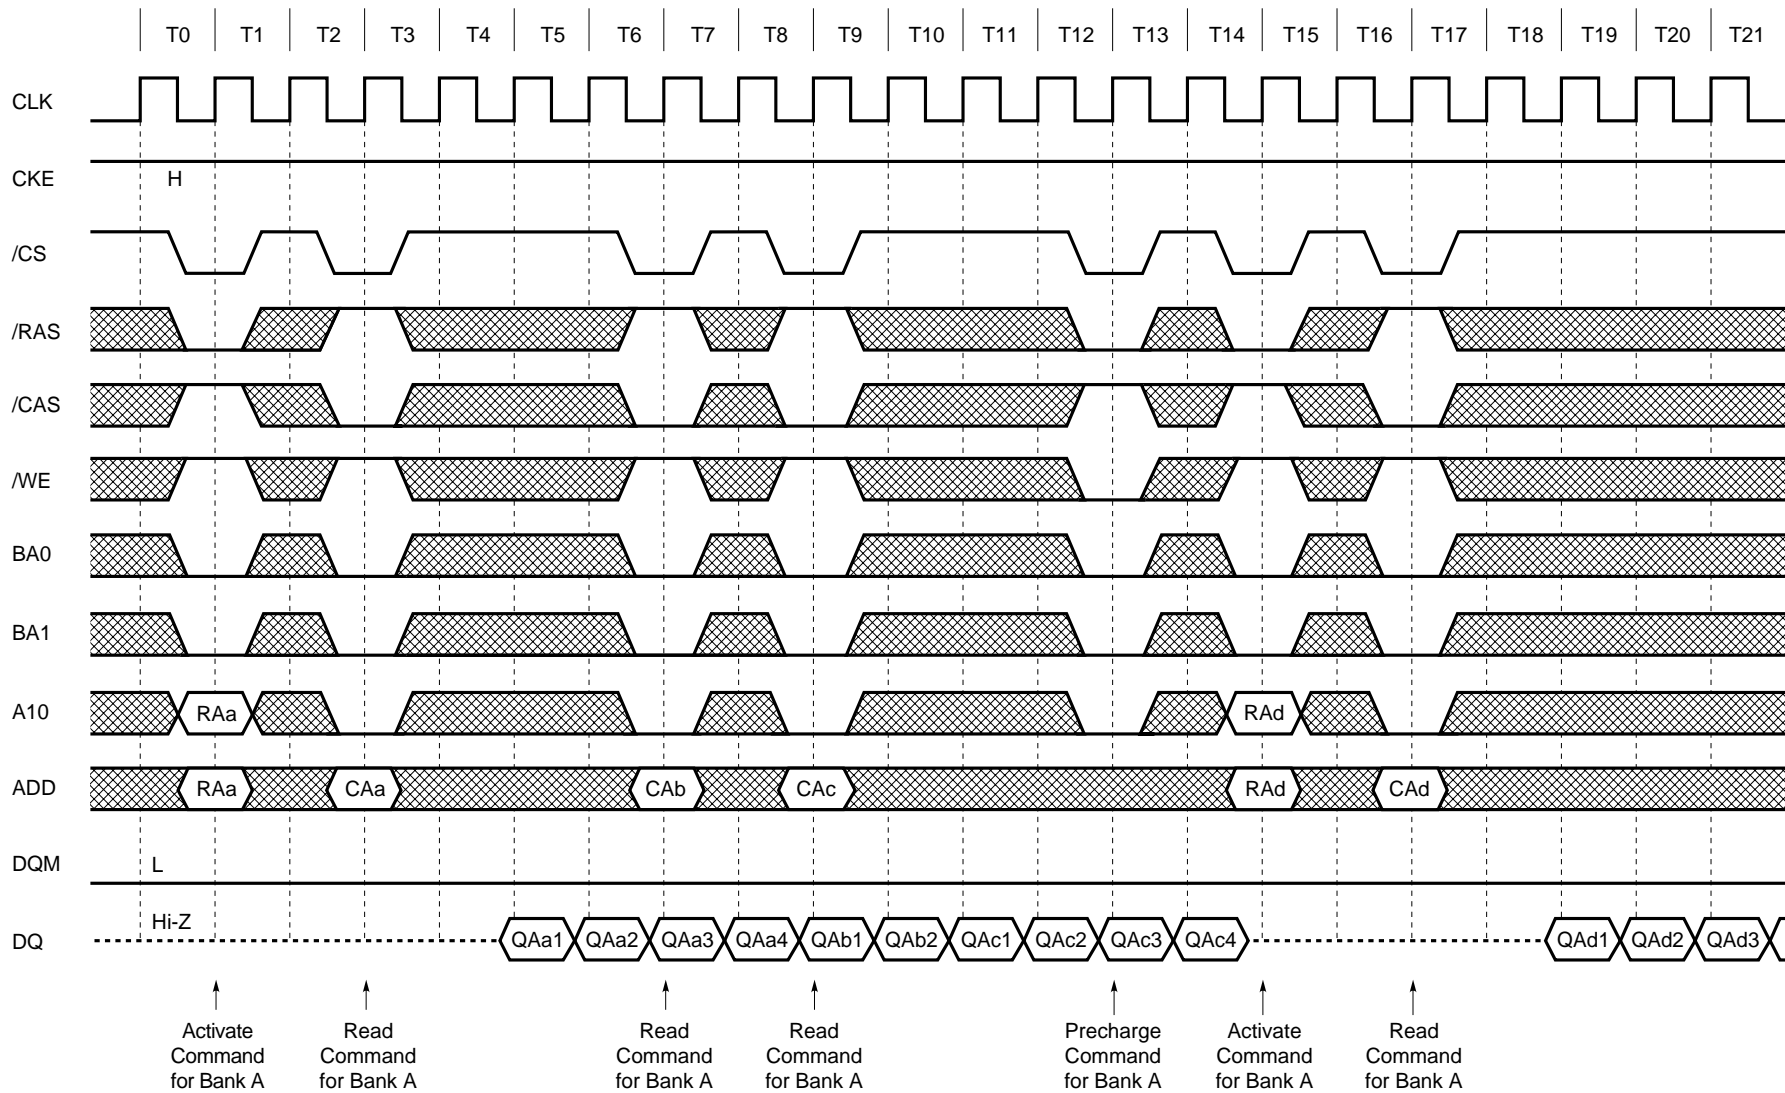 T0 T1 T2 T3 T4 T5 T6 T7 T8 T9 T10 T11 T12 T13 T14 T15 T16 T17 T18 T19 T20 T21
CLK
CKE H
/CS
/RAS
/CAS
/WE
BA0
BA1
A10 RAa RAd
ADD RAa CAa CAb CAc RAd CAd
DQM L
Hi-Z
DQ QAa1 QAa2 QAa3 QAa4 QAb1 QAb2 QAc1 QAc2 QAc3 QAc4 QAd1 QAd2 QAd3
Activate
Command
for Bank A
Read
Command
for Bank A
Read
Command
for Bank A
Read
Command
for Bank A
Precharge
Command
for Bank A
Activate
Command
for Bank A
Read
Command
for Bank A